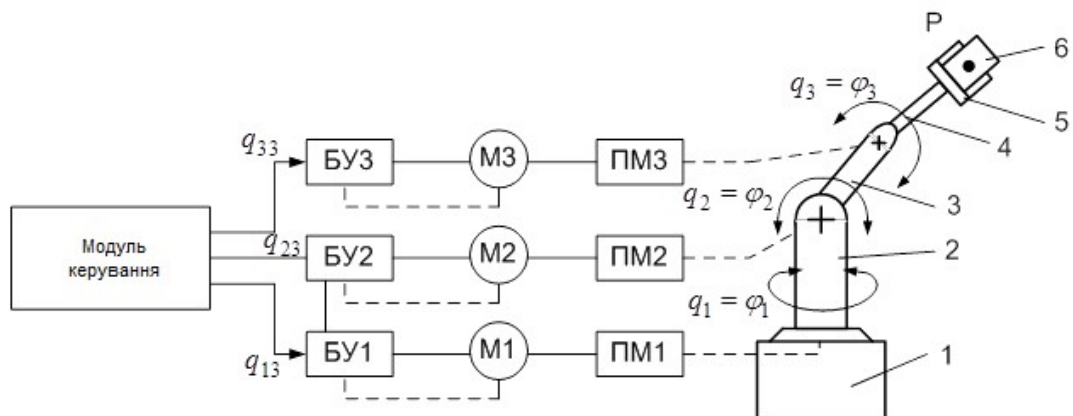 P
6
q₃ = φ₃
5
4
q₃₃
БУ3
М3
ПМ3
q₂ = φ₂
3
Модуль
керування
q₂₃
БУ2
М2
ПМ2
2
q₁ = φ₁
q₁₃
БУ1
М1
ПМ1
1